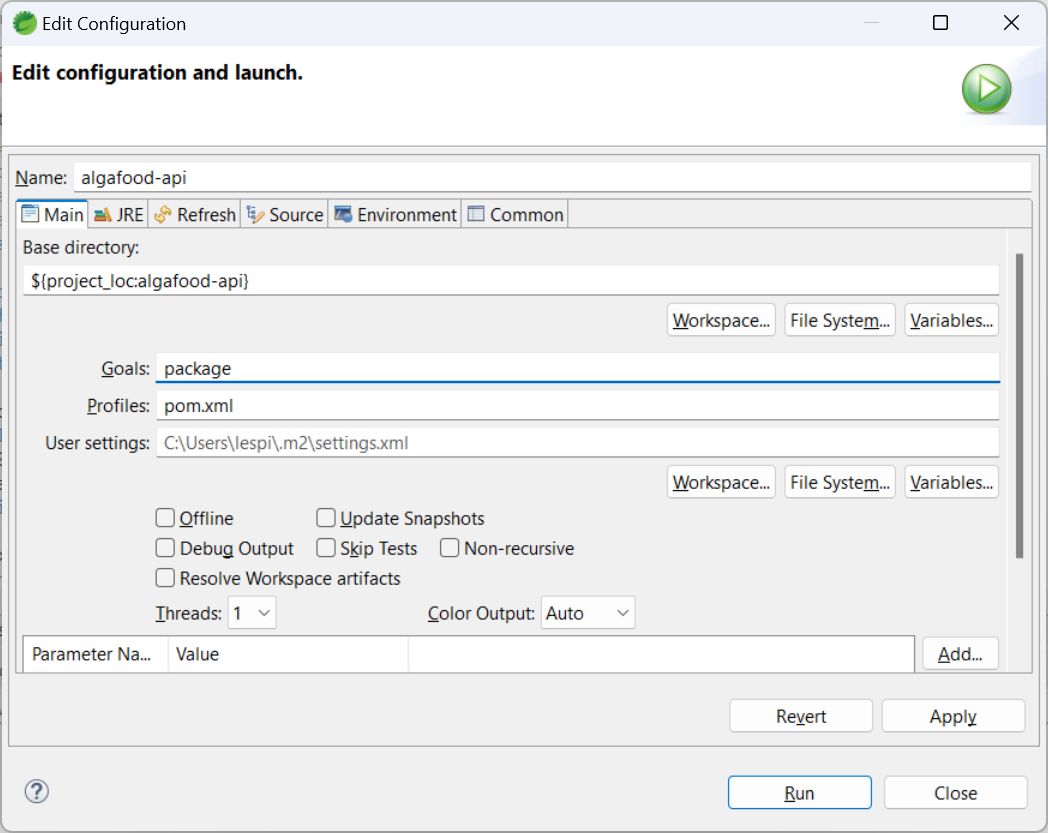 Edit Configuration
Edit configuration and launch.
Name: algafood-api
Main JRE Refresh Source Environment Common
Base directory:
${project_loc:algafood-api}
Workspace... File System... Variables...
Goals: package
Profiles: pom.xml
User settings: C:\Users\lespi\.m2\settings.xml
Workspace... File System... Variables...
Offline Update Snapshots
Debug Output Skip Tests Non-recursive
Resolve Workspace artifacts
Threads: 1 Color Output: Auto
Parameter Na... Value Add...
Revert Apply
? Run Close